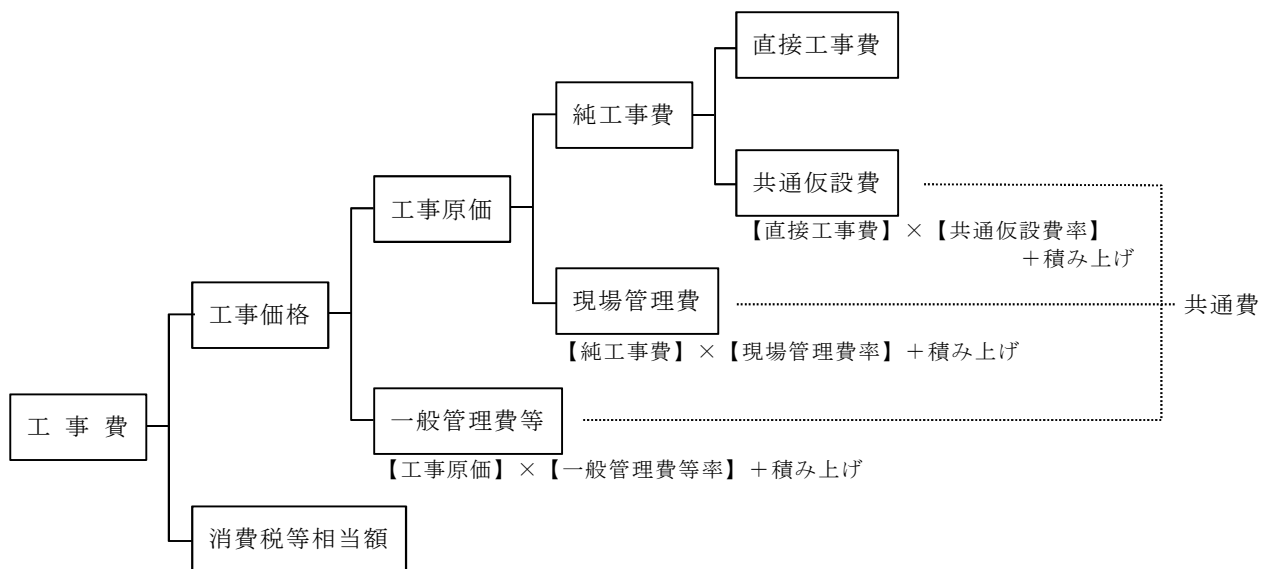 直接工事費
純工事費
共通仮設費
工事原価
【直接工事費】×【共通仮設費率】
＋積み上げ
現場管理費
共通費
工事価格
【純工事費】×【現場管理費率】＋積み上げ
一般管理費等
工 事 費
【工事原価】×【一般管理費等率】＋積み上げ
消費税等相当額